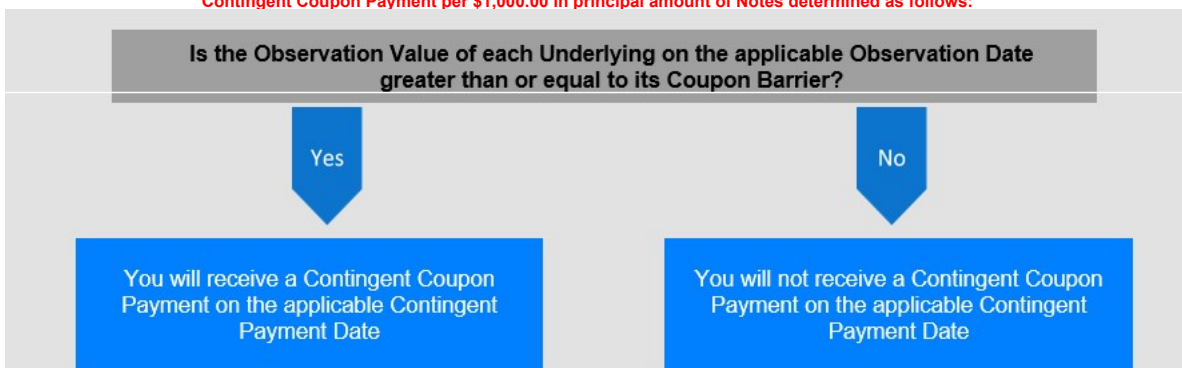 Contingent Coupon Payment per $1,000.00 in principal amount of Notes determined as follows:
Is the Observation Value of each Underlying on the applicable Observation Date
greater than or equal to its Coupon Barrier?
Yes
No
You will receive a Contingent Coupon
Payment on the applicable Contingent
Payment Date
You will not receive a Contingent Coupon
Payment on the applicable Contingent
Payment Date